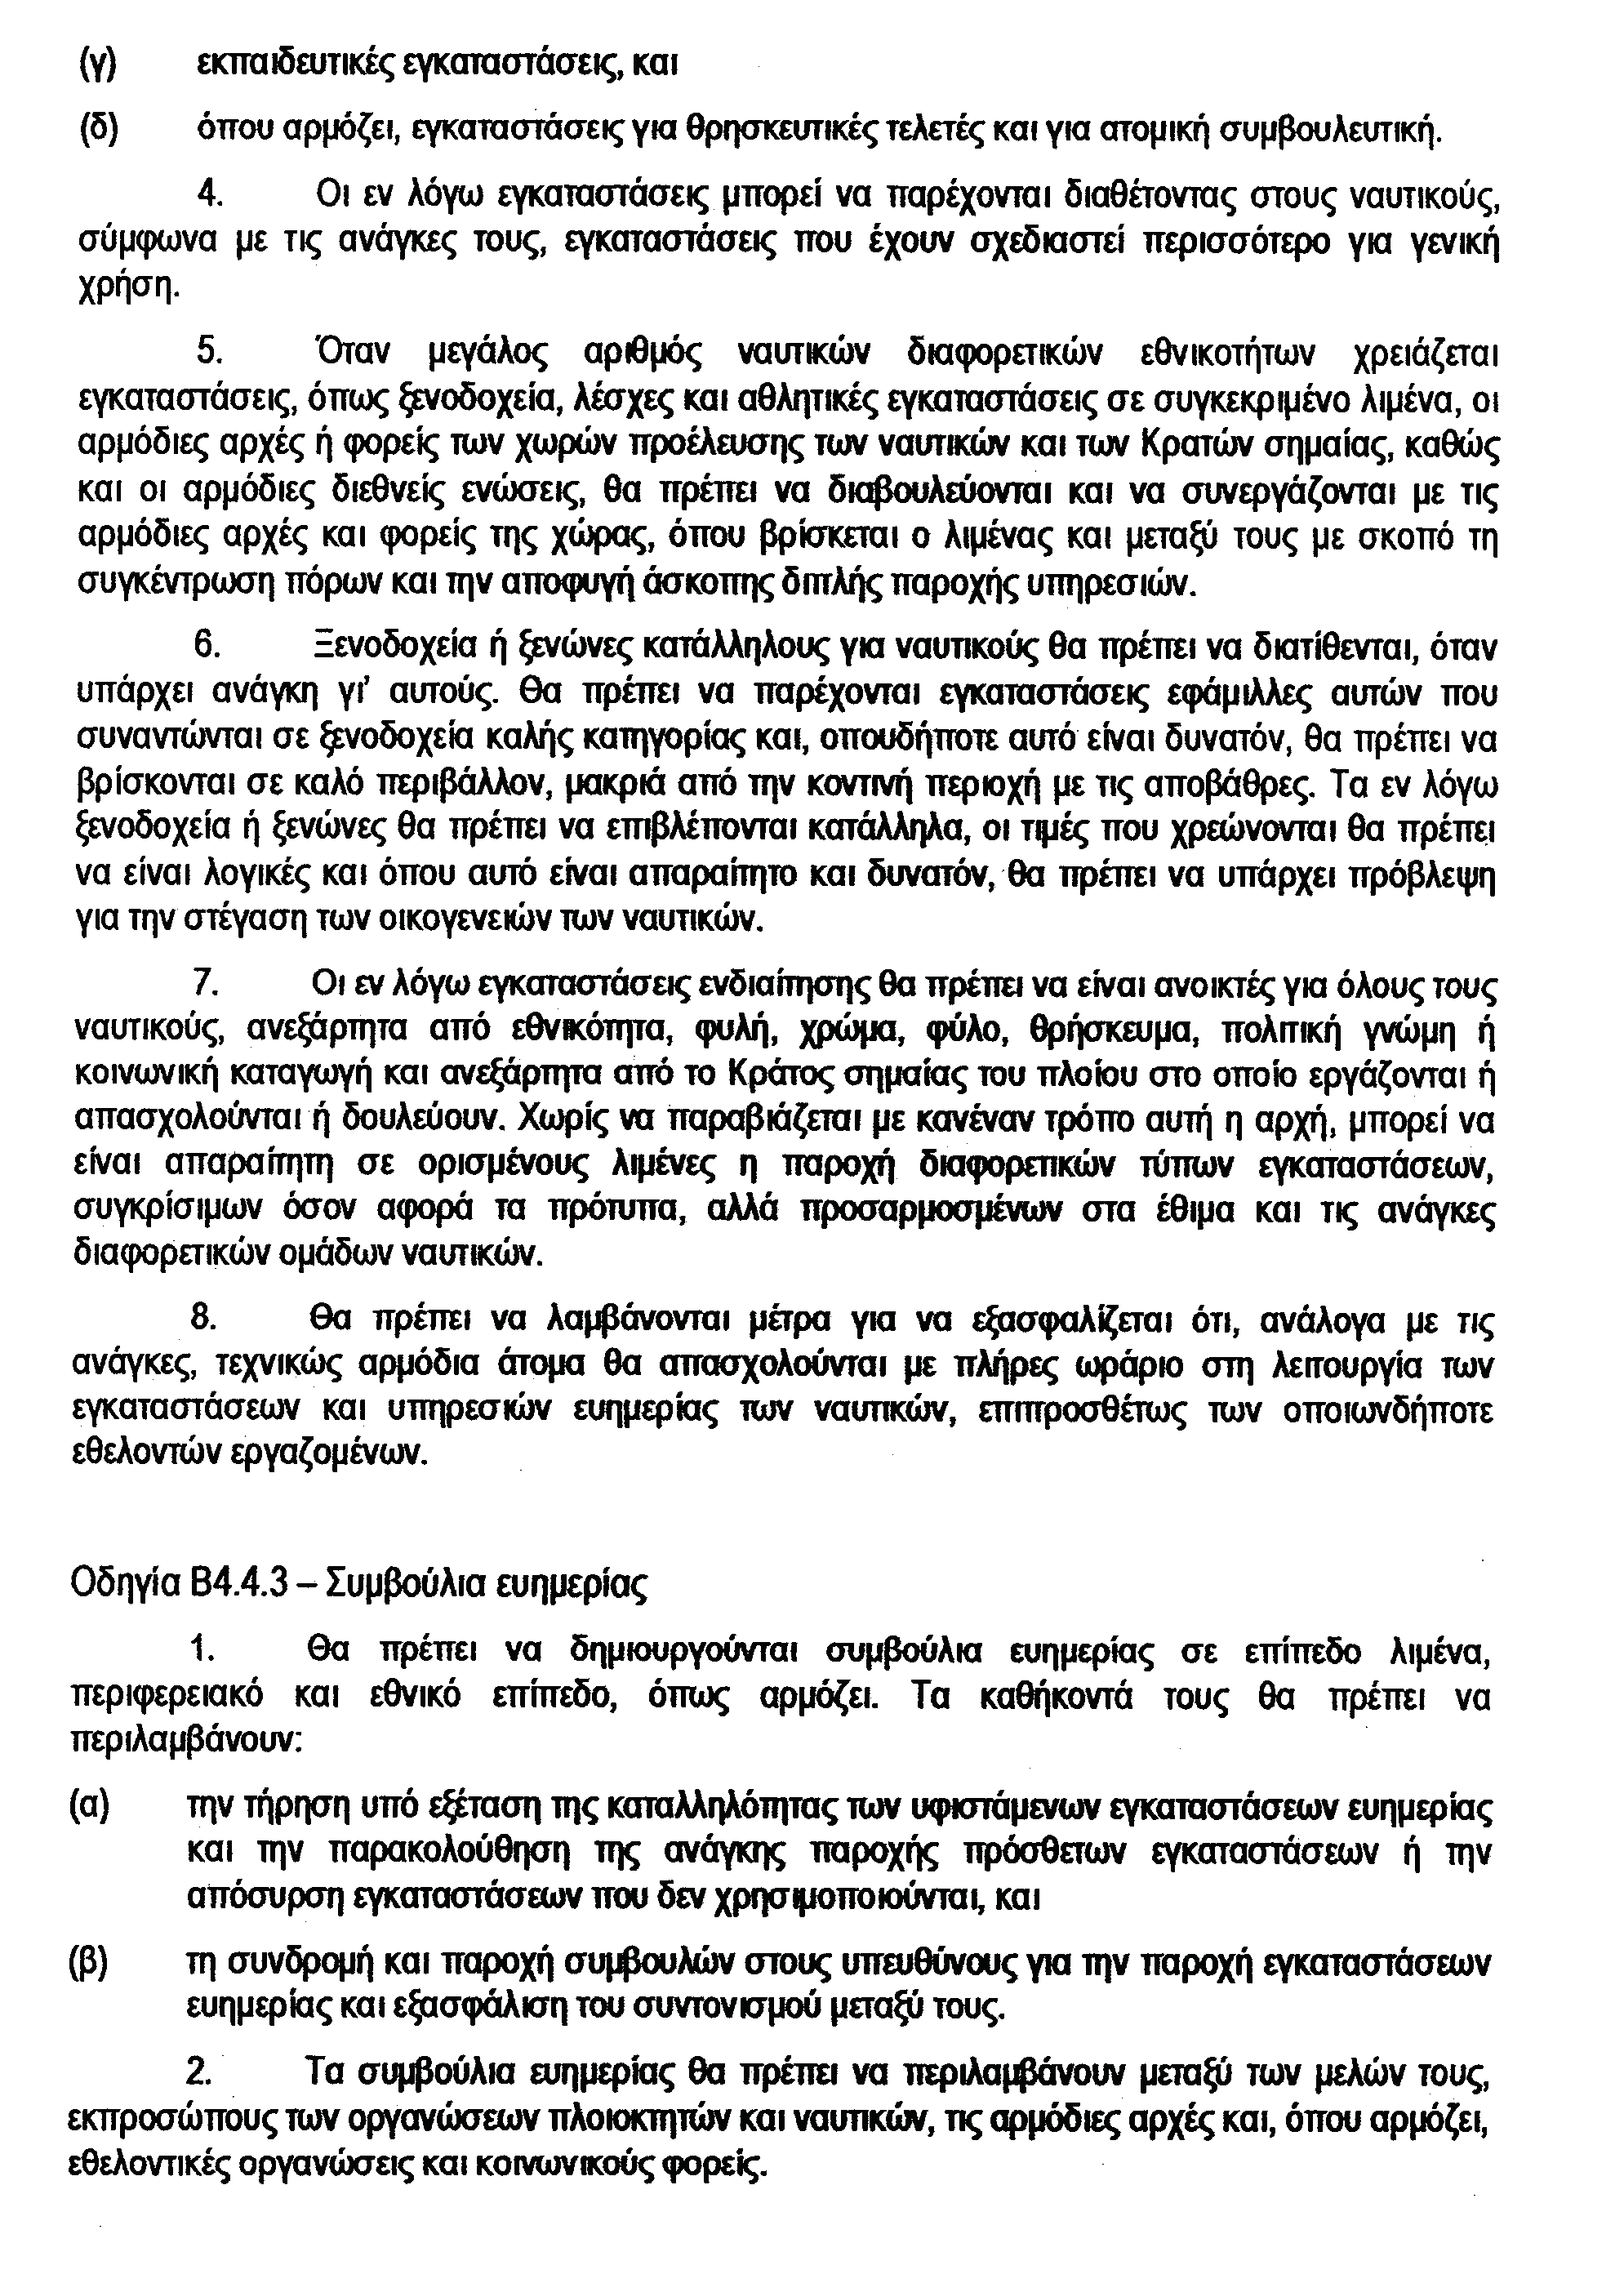 (γ) εκπαιδευτικές εγκαταστάσεις, και
(δ) όπου αρμόζει, εγκαταστάσεις για θρησκευτικές τελετές και για ατομική συμβουλευτική.
4. Οι εν λόγω εγκαταστάσεις μπορεί να παρέχονται διαθέτοντας στους ναυτικούς,
σύμφωνα με τις ανάγκες τους, εγκαταστάσεις που έχουν σχεδιαστεί περισσότερο για γενική
χρήση.
5. Όταν μεγάλος αριθμός ναυτικών διαφορετικών εθνικοτήτων χρειάζεται
εγκαταστάσεις, όπως ξενοδοχεία, λέσχες και αθλητικές εγκαταστάσεις σε συγκεκριμένο λιμένα, οι
αρμόδιες αρχές ή φορείς των χωρών προέλευσης των ναυτικών και των Κρατών σημαίας, καθώς
και οι αρμόδιες διεθνείς ενώσεις, θα πρέπει να διαβουλεύονται και να συνεργάζονται με τις
αρμόδιες αρχές και φορείς της χώρας, όπου βρίσκεται ο λιμένας και μεταξύ τους με σκοπό τη
συγκέντρωση πόρων και την αποφυγή άσκοπης διπλής παροχής υπηρεσιών.
6. Ξενοδοχεία ή ξενώνες κατάλληλους για ναυτικούς θα πρέπει να διατίθενται, όταν
υπάρχει ανάγκη γι' αυτούς. Θα πρέπει να παρέχονται εγκαταστάσεις εφάμιλλες αυτών που
συναντώνται σε ξενοδοχεία καλής κατηγορίας και, οπουδήποτε αυτό είναι δυνατόν, θα πρέπει να
βρίσκονται σε καλό περιβάλλον, μακριά από την κοντινή περιοχή με τις αποβάθρες. Τα εν λόγω
ξενοδοχεία ή ξενώνες θα πρέπει να επιβλέπονται κατάλληλα, οι τιμές που χρεώνονται θα πρέπει
να είναι λογικές και όπου αυτό είναι απαραίτητο και δυνατόν, θα πρέπει να υπάρχει πρόβλεψη
για την στέγαση των οικογενειών των ναυτικών.
7. Οι εν λόγω εγκαταστάσεις ενδιαίτησης θα πρέπει να είναι ανοικτές για όλους τους
ναυτικούς, ανεξάρτητα από εθνικότητα, φυλή, χρώμα, φύλο, θρήσκευμα, πολιτική γνώμη ή
κοινωνική καταγωγή και ανεξάρτητα από το Κράτος σημαίας του πλοίου στο οποίο εργάζονται ή
απασχολούνται ή δουλεύουν. Χωρίς να παραβιάζεται με κανέναν τρόπο αυτή η αρχή, μπορεί να
είναι απαραίτητη σε ορισμένους λιμένες η παροχή διαφορετικών τύπων εγκαταστάσεων,
συγκρίσιμων όσον αφορά τα πρότυπα, αλλά προσαρμοσμένων στα έθιμα και τις ανάγκες
διαφορετικών ομάδων ναυτικών.
8. Θα πρέπει να λαμβάνονται μέτρα για να εξασφαλίζεται ότι, ανάλογα με τις
ανάγκες, τεχνικώς αρμόδια άτομα θα απασχολούνται με πλήρες ωράριο στη λειτουργία των
εγκαταστάσεων και υπηρεσιών ευημερίας των ναυτικών, επιπροσθέτως των οποιωνδήποτε
εθελοντών εργαζομένων.
Οδηγία Β4.4.3 – Συμβούλια ευημερίας
1. Θα πρέπει να δημιουργούνται συμβούλια ευημερίας σε επίπεδο λιμένα,
περιφερειακό και εθνικό επίπεδο, όπως αρμόζει. Τα καθήκοντά τους θα πρέπει να
περιλαμβάνουν:
(α) την τήρηση υπό εξέταση της καταλληλότητας των υφιστάμενων εγκαταστάσεων ευημερίας
και την παρακολούθηση της ανάγκης παροχής πρόσθετων εγκαταστάσεων ή την
απόσυρση εγκαταστάσεων που δεν χρησιμοποιούνται, και
(β) τη συνδρομή και παροχή συμβουλών στους υπευθύνους για την παροχή εγκαταστάσεων
ευημερίας και εξασφάλιση του συντονισμού μεταξύ τους.
2. Τα συμβούλια ευημερίας θα πρέπει να περιλαμβάνουν μεταξύ των μελών τους,
εκπροσώπους των οργανώσεων πλοιοκτητών και ναυτικών, τις αρμόδιες αρχές και, όπου αρμόζει,
εθελοντικές οργανώσεις και κοινωνικούς φορείς.